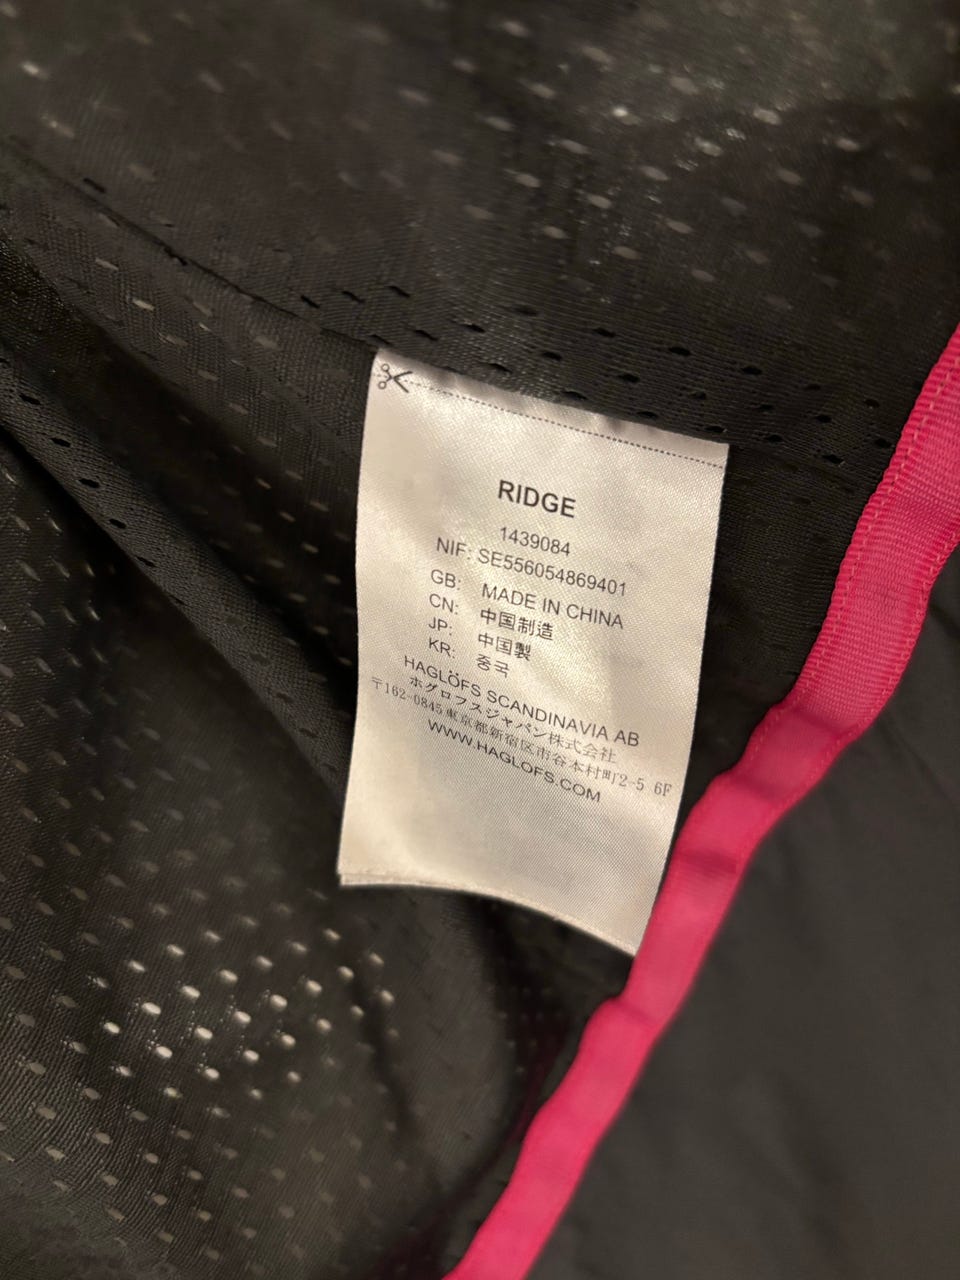 RIDGE
1439084
NIF: SE556054869401
GB: MADE IN CHINA
CN: 中国制造
JP: 中国製
KR: 중국
HAGLÖFS SCANDINAVIA AB
ホグロフスジャパン株式会社
〒162-0845東京都新宿区市谷本村町2-5 6F
WWW.HAGLOFS.COM